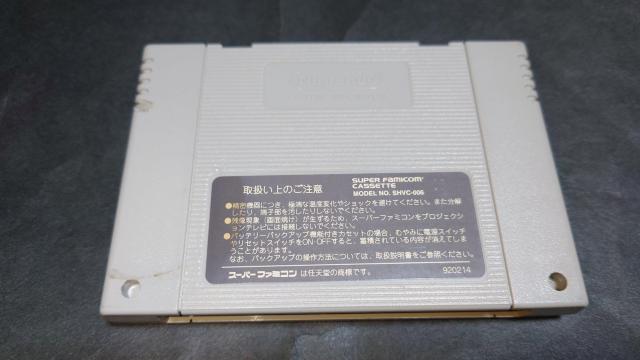 Nintendo
取扱い上のご注意
SUPER FAMICOM
CASSETTE
MODEL NO. SHVC-006
●精密機器につき、極端な温度変化やショックを避けてください。また分解
したり、端子部を汚したりしないでください。
●残像現象(画面焼け)が生ずるため、スーパーファミコンをプロジェクショ
ンテレビには接続しないでください。
●バッテリーバックアップ機能付きカセットの場合、むやみに電源スイッチ
やリセットスイッチをON・OFFすると、蓄積されている内容が消えてしま
うことがあります。
なお、バックアップの操作方法については、取扱説明書をご参照ください。
スーパーファミコン は任天堂の商標です。
920214